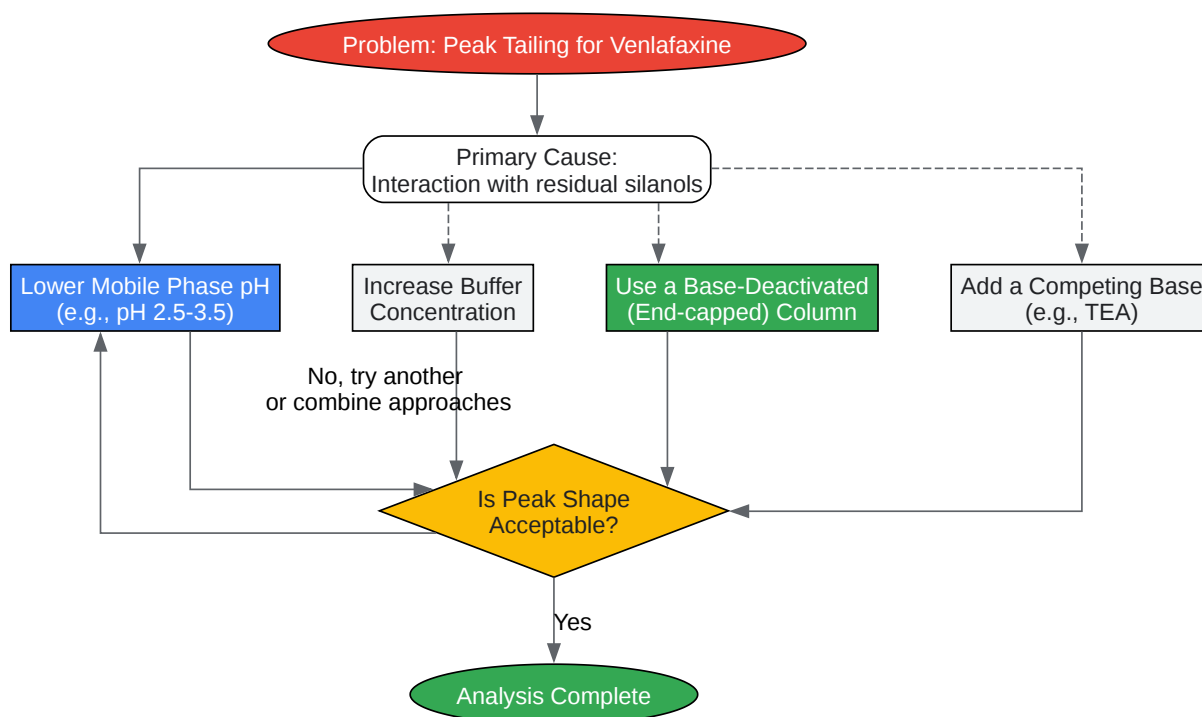 Problem: Peak Tailing for Venlafaxine
Primary Cause:
Interaction with residual silanols
Lower Mobile Phase pH
(e.g., pH 2.5-3.5)
Increase Buffer
Concentration
Use a Base-Deactivated
(End-capped) Column
Add a Competing Base
(e.g., TEA)
No, try another
or combine approaches
Is Peak Shape
Acceptable?
Yes
Analysis Complete